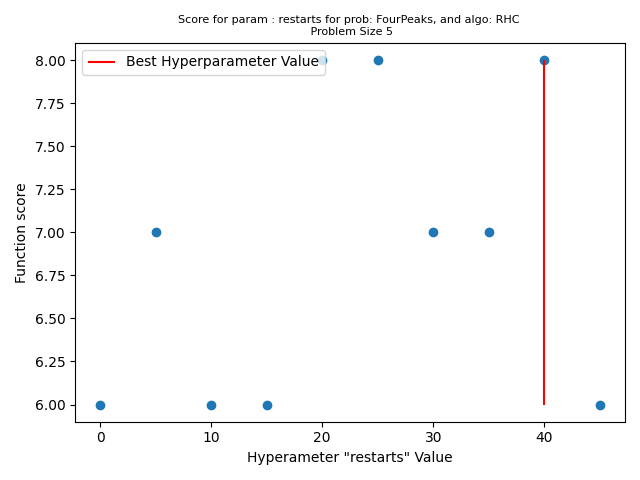 Score for param : restarts for prob: FourPeaks, and algo: RHC
Problem Size 5
Best Hyperparameter Value
8.00
7.75
7.50
7.25
7.00
6.75
6.50
6.25
6.00
Function score
0 10 20 30 40
Hyperameter "restarts" Value